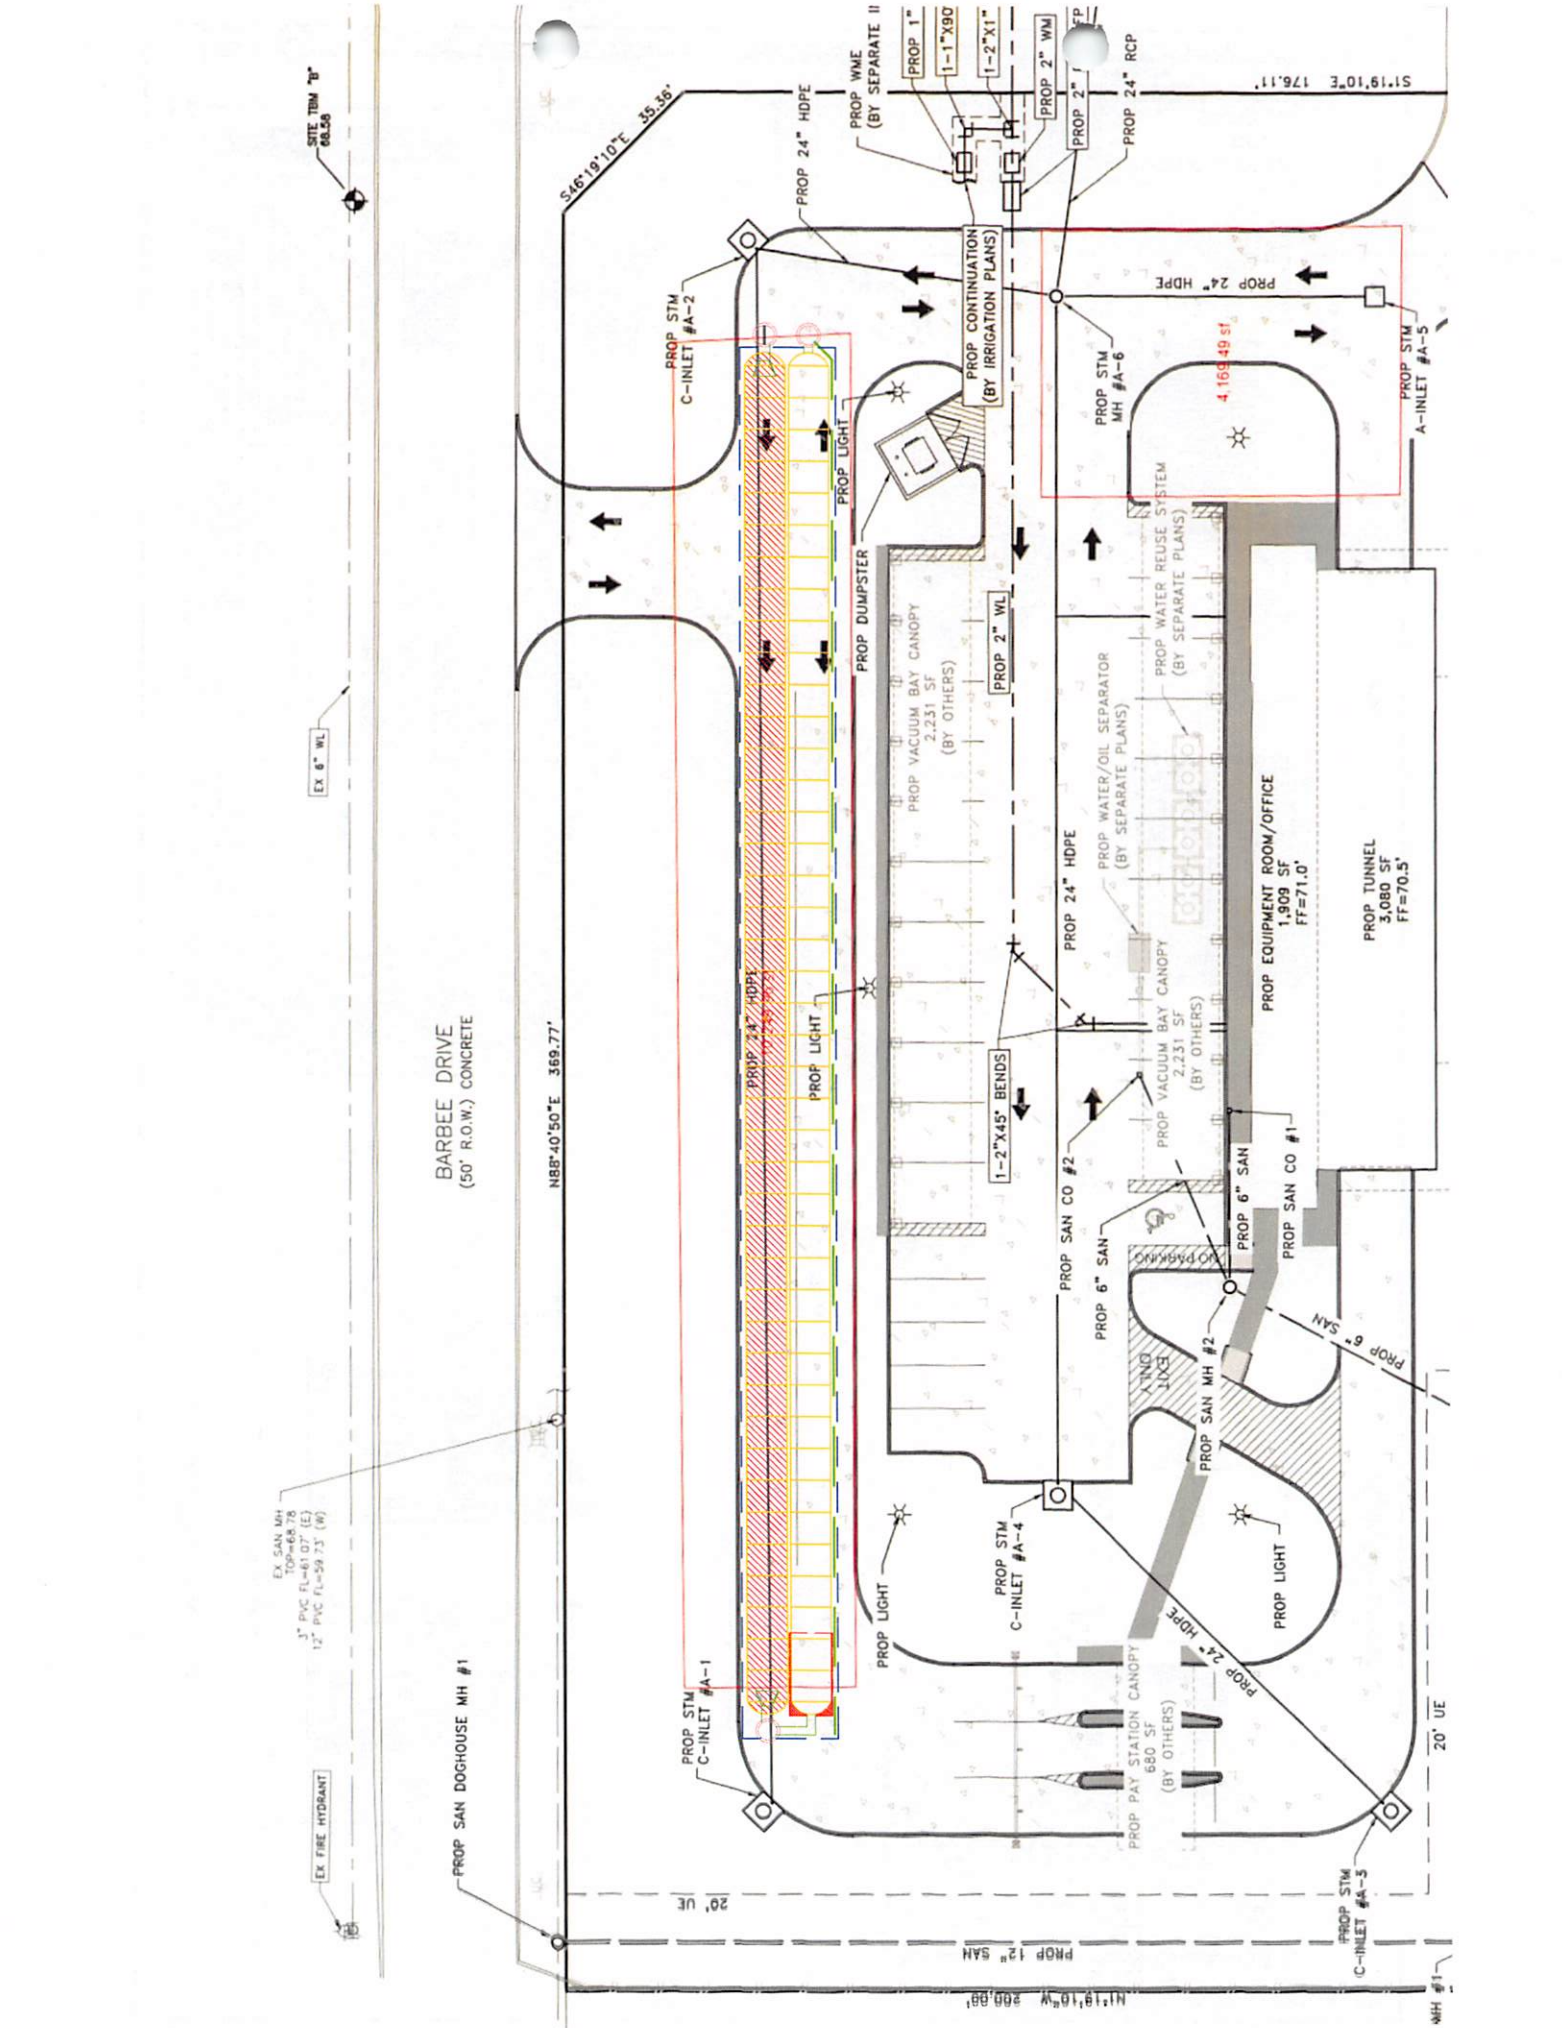 SITE TBM "B"
68.58
S46°19'10"E 35.36'
PROP 24" HDPE
PROP WME
(BY SEPARATE
PROP 1"
1-1"X90°
1-2"X1"
PROP 2" WM
PROP 2"
PROP 24" RCP
S1°19'10"E 176.11'
PROP STM
C-INLET #A-2
PROP CONTINUATION
(BY IRRIGATION PLANS)
PROP 24" HDPE
4,169.49 sf
PROP STM
MH #A-6
PROP STM
A-INLET #A-5
PROP LIGHT
PROP DUMPSTER
EX 6" WL
PROP VACUUM BAY CANOPY
2,231 SF
(BY OTHERS)
PROP 2" WL
PROP WATER REUSE SYSTEM
(BY SEPARATE PLANS)
PROP WATER/OIL SEPARATOR
(BY SEPARATE PLANS)
PROP 24" HDPE
PROP EQUIPMENT ROOM/OFFICE
1,909 SF
FF=71.0'
PROP TUNNEL
3,080 SF
FF=70.5'
BARBEE DRIVE
(50' R.O.W.) CONCRETE
N88°40'50"E 369.77'
PROP 24" HDPE
PROP LIGHT
1-2"X45° BENDS
PROP VACUUM BAY CANOPY
2,231 SF
(BY OTHERS)
PROP SAN CO #2
PROP 6" SAN
PROP 6" SAN
PROP SAN CO #1
NO PARKING
EXIT
ONLY
PROP SAN MH #2
PROP 6" SAN
EX SAN MH
TOP=68.78
3" PVC FL=61.07' (E)
12" PVC FL=59.73' (W)
PROP SAN DOGHOUSE MH #1
PROP STM
C-INLET #A-1
PROP LIGHT
PROP STM
C-INLET #A-4
PROP LIGHT
PROP 24" HDPE
PROP PAY STATION CANOPY
680 SF
(BY OTHERS)
20' UE
EX FIRE HYDRANT
20' UE
PROP STM
C-INLET #A-3
PROP 12" SAN
N1°19'10"W 200.00'
MH #1